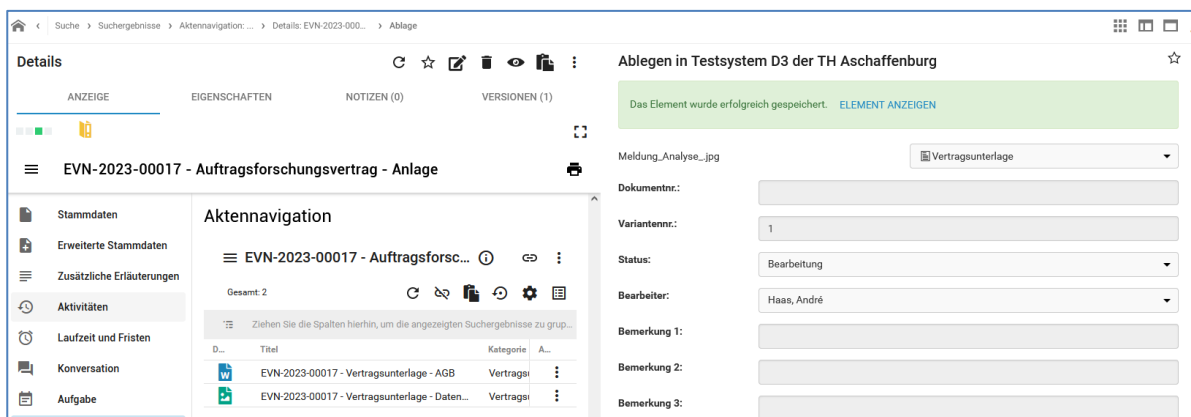 Suche › Suchergebnisse › Aktennavigation: ... › Details: EVN-2023-000... › Ablage
Details
ANZEIGE EIGENSCHAFTEN NOTIZEN (0) VERSIONEN (1)
EVN-2023-00017 - Auftragsforschungsvertrag - Anlage
Stammdaten
Erweiterte Stammdaten
Zusätzliche Erläuterungen
Aktivitäten
Laufzeit und Fristen
Konversation
Aufgabe
Aktennavigation
EVN-2023-00017 - Auftragsforsc...
Gesamt: 2
Ziehen Sie die Spalten hierhin, um die angezeigten Suchergebnisse zu grup...
D... Titel Kategorie A...
EVN-2023-00017 - Vertragsunterlage - AGB Vertragsu
EVN-2023-00017 - Vertragsunterlage - Daten... Vertragsu
Ablegen in Testsystem D3 der TH Aschaffenburg
Das Element wurde erfolgreich gespeichert. ELEMENT ANZEIGEN
Meldung_Analyse_.jpg Vertragsunterlage
Dokumentnr.:
Variantennr.: 1
Status: Bearbeitung
Bearbeiter: Haas, André
Bemerkung 1:
Bemerkung 2:
Bemerkung 3: